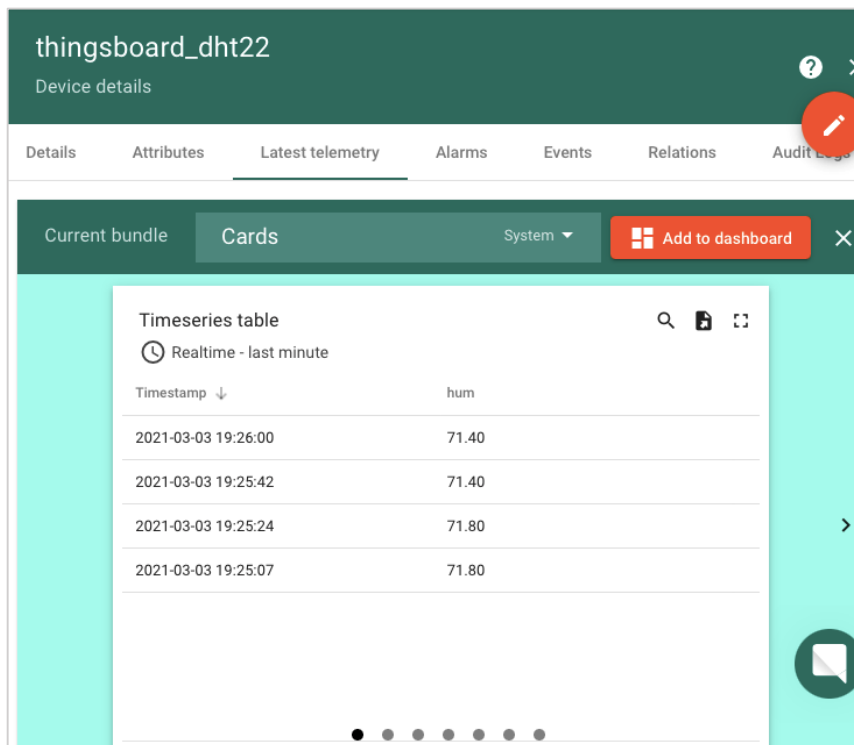 thingsboard_dht22
Device details
Details Attributes Latest telemetry Alarms Events Relations Audit Logs
Current bundle Cards System Add to dashboard
Timeseries table
Realtime - last minute
Timestamp hum
2021-03-03 19:26:00 71.40
2021-03-03 19:25:42 71.40
2021-03-03 19:25:24 71.80
2021-03-03 19:25:07 71.80